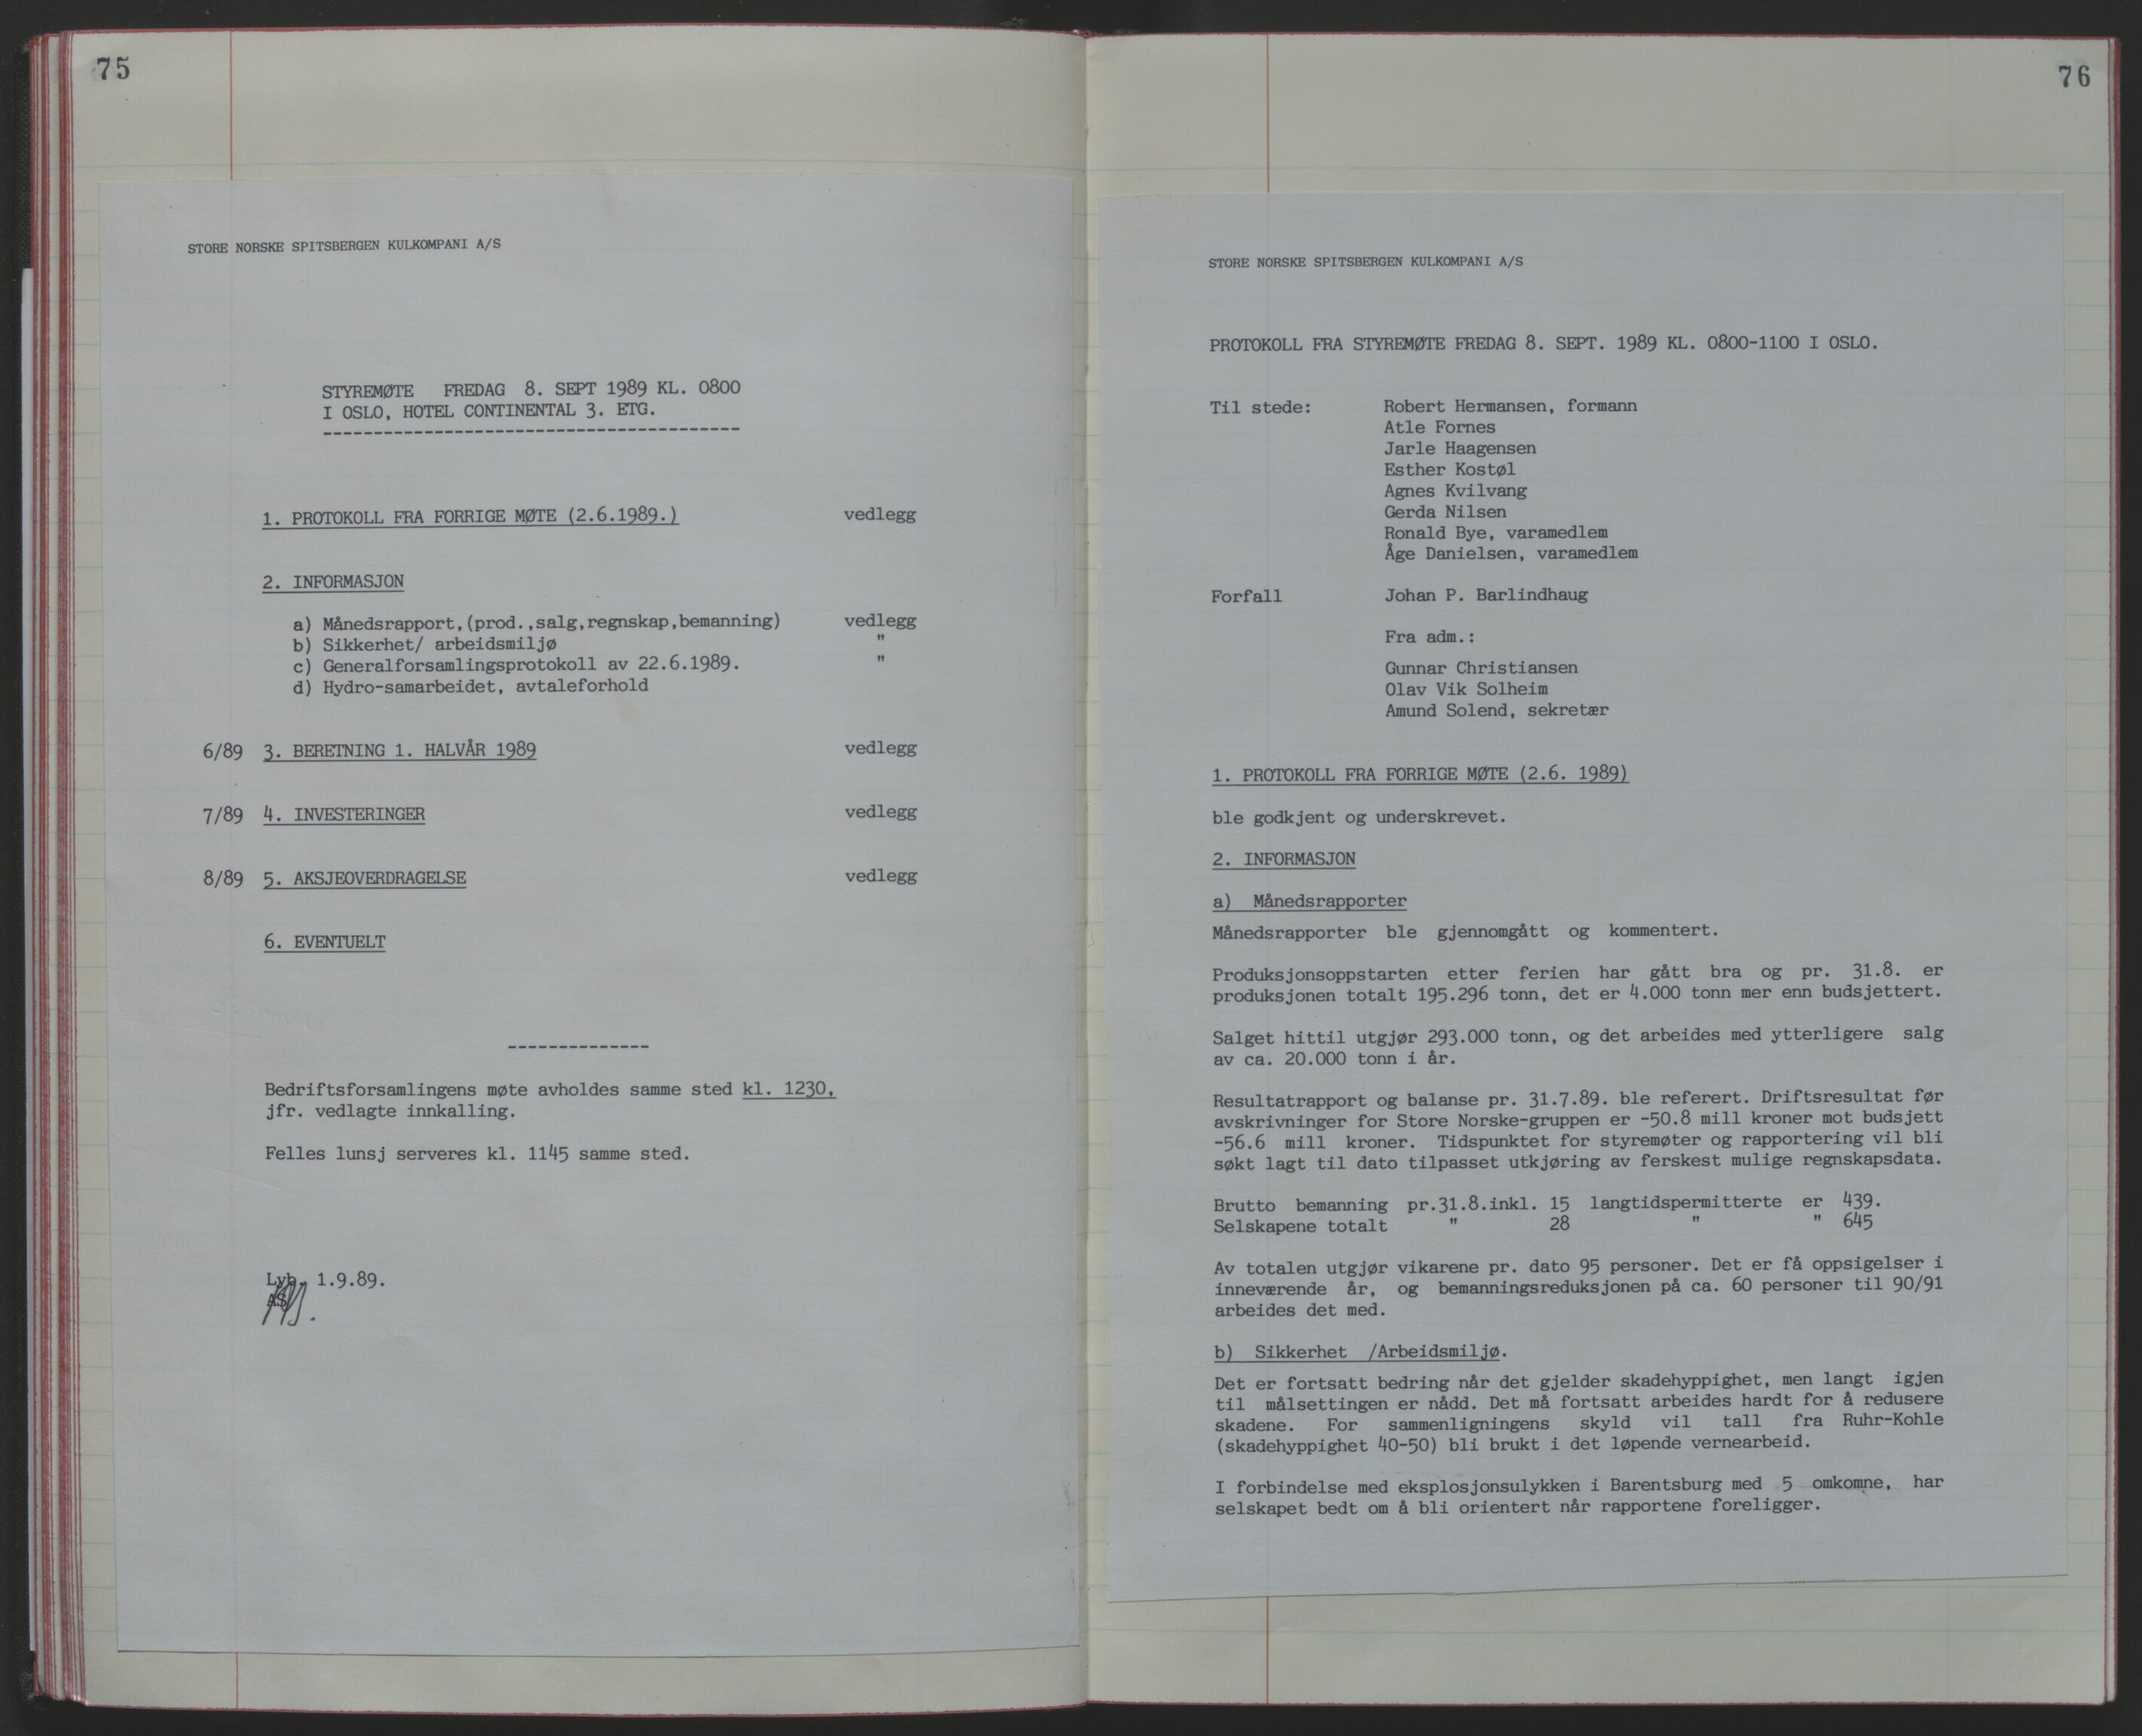 75
STORE NORSKE SPITSBERGEN KULKOMPANI A/S
STYREMØTE FREDAG 8. SEPT 1989 KL. 0800
I OSLO, HOTEL CONTINENTAL 3. ETG.
-----------------------------------------
1. PROTOKOLL FRA FORRIGE MØTE (2.6.1989.) vedlegg
2. INFORMASJON
a) Månedsrapport,(prod.,salg,regnskap,bemanning) vedlegg
b) Sikkerhet/ arbeidsmiljø "
c) Generalforsamlingsprotokoll av 22.6.1989. "
d) Hydro-samarbeidet, avtaleforhold
6/89 3. BERETNING 1. HALVÅR 1989 vedlegg
7/89 4. INVESTERINGER vedlegg
8/89 5. AKSJEOVERDRAGELSE vedlegg
6. EVENTUELT
--------------
Bedriftsforsamlingens møte avholdes samme sted kl. 1230,
jfr. vedlagte innkalling.
Felles lunsj serveres kl. 1145 samme sted.
Lyb. 1.9.89.
AS
76
STORE NORSKE SPITSBERGEN KULKOMPANI A/S
PROTOKOLL FRA STYREMØTE FREDAG 8. SEPT. 1989 KL. 0800-1100 I OSLO.
Til stede: Robert Hermansen, formann
Atle Fornes
Jarle Haagensen
Esther Kostøl
Agnes Kvilvang
Gerda Nilsen
Ronald Bye, varamedlem
Åge Danielsen, varamedlem
Forfall Johan P. Barlindhaug
Fra adm.:
Gunnar Christiansen
Olav Vik Solheim
Amund Solend, sekretær
1. PROTOKOLL FRA FORRIGE MØTE (2.6. 1989)
ble godkjent og underskrevet.
2. INFORMASJON
a) Månedsrapporter
Månedsrapporter ble gjennomgått og kommentert.
Produksjonsoppstarten etter ferien har gått bra og pr. 31.8. er
produksjonen totalt 195.296 tonn, det er 4.000 tonn mer enn budsjettert.
Salget hittil utgjør 293.000 tonn, og det arbeides med ytterligere salg
av ca. 20.000 tonn i år.
Resultatrapport og balanse pr. 31.7.89. ble referert. Driftsresultat før
avskrivninger for Store Norske-gruppen er -50.8 mill kroner mot budsjett
-56.6 mill kroner. Tidspunktet for styremøter og rapportering vil bli
søkt lagt til dato tilpasset utkjøring av ferskest mulige regnskapsdata.
Brutto bemanning pr.31.8.inkl. 15 langtidspermitterte er 439.
Selskapene totalt " 28 " " 645
Av totalen utgjør vikarene pr. dato 95 personer. Det er få oppsigelser i
inneværende år, og bemanningsreduksjonen på ca. 60 personer til 90/91
arbeides det med.
b) Sikkerhet /Arbeidsmiljø.
Det er fortsatt bedring når det gjelder skadehyppighet, men langt igjen
til målsettingen er nådd. Det må fortsatt arbeides hardt for å redusere
skadene. For sammenligningens skyld vil tall fra Ruhr-Kohle
(skadehyppighet 40-50) bli brukt i det løpende vernearbeid.
I forbindelse med eksplosjonsulykken i Barentsburg med 5 omkomne, har
selskapet bedt om å bli orientert når rapportene foreligger.